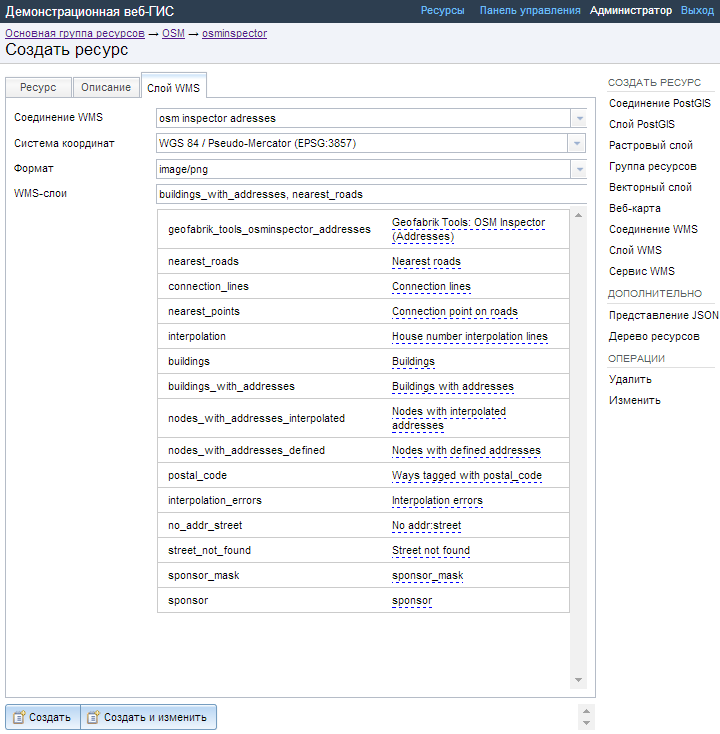 Демонстрационная веб-ГИС
Ресурсы Панель управления Администратор Выход
Основная группа ресурсов → OSM → osminspector
Создать ресурс
Ресурс Описание Слой WMS
Соединение WMS osm inspector adresses
Система координат WGS 84 / Pseudo-Mercator (EPSG:3857)
Формат image/png
WMS-слои buildings_with_addresses, nearest_roads
geofabrik_tools_osminspector_addresses Geofabrik Tools: OSM Inspector
(Addresses)
nearest_roads Nearest roads
connection_lines Connection lines
nearest_points Connection point on roads
interpolation House number interpolation lines
buildings Buildings
buildings_with_addresses Buildings with addresses
nodes_with_addresses_interpolated Nodes with interpolated
addresses
nodes_with_addresses_defined Nodes with defined addresses
postal_code Ways tagged with postal_code
interpolation_errors Interpolation errors
no_addr_street No addr:street
street_not_found Street not found
sponsor_mask sponsor_mask
sponsor sponsor
Создать Создать и изменить
СОЗДАТЬ РЕСУРС
Соединение PostGIS
Слой PostGIS
Растровый слой
Группа ресурсов
Векторный слой
Веб-карта
Соединение WMS
Слой WMS
Сервис WMS
ДОПОЛНИТЕЛЬНО
Представление JSON
Дерево ресурсов
ОПЕРАЦИИ
Удалить
Изменить